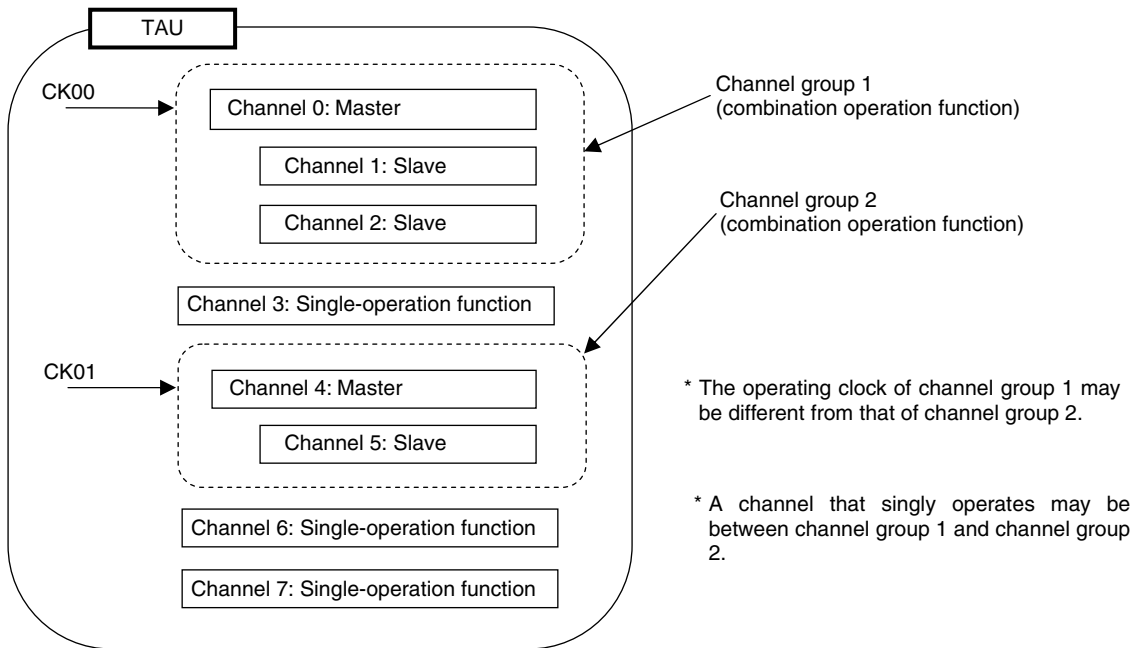 TAU
CK00
Channel 0: Master
Channel 1: Slave
Channel 2: Slave
Channel group 1
(combination operation function)
Channel group 2
(combination operation function)
Channel 3: Single-operation function
CK01
Channel 4: Master
Channel 5: Slave
* The operating clock of channel group 1 may
be different from that of channel group 2.
Channel 6: Single-operation function
Channel 7: Single-operation function
* A channel that singly operates may be
between channel group 1 and channel group
2.